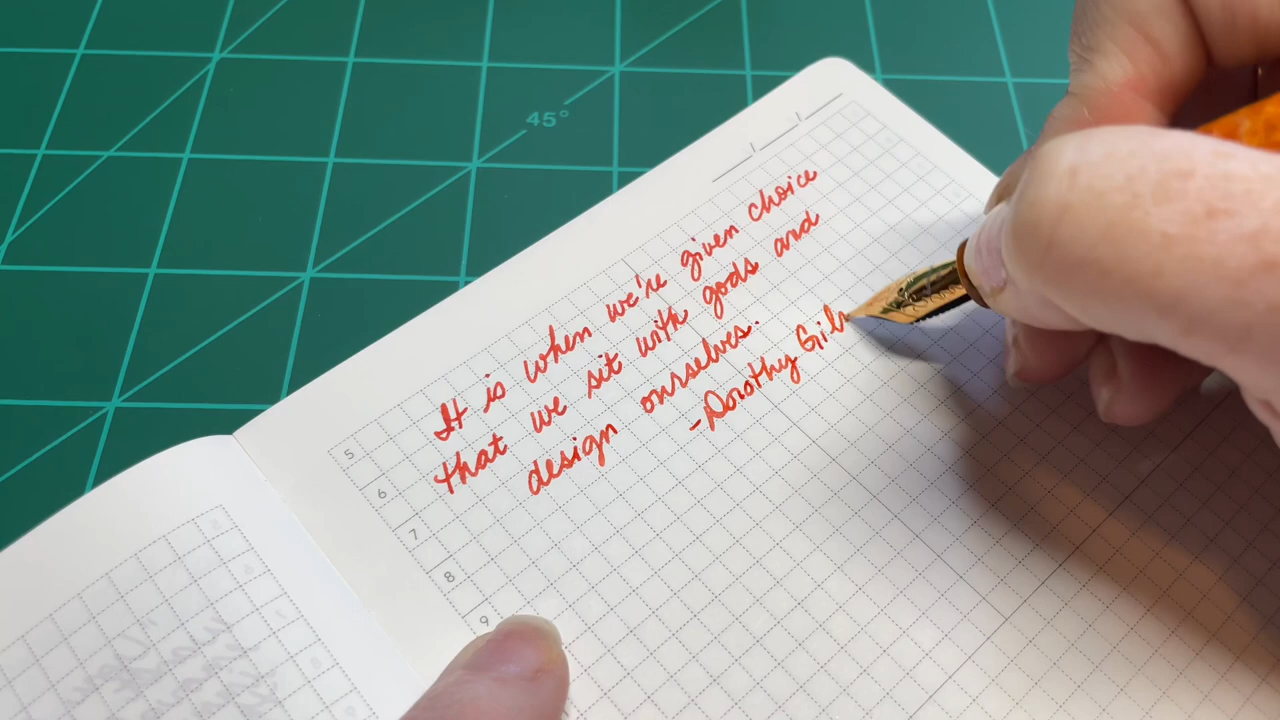 45°
It is when we're given choice
that we sit with gods and
design ourselves.
-Dorothy Gil
5
6
7
8
9